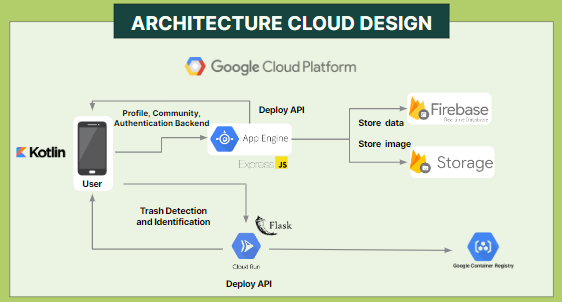 ARCHITECTURE CLOUD DESIGN
Google Cloud Platform
Profile, Community,
Authentication Backend
Deploy API
Kotlin
User
App Engine
Express JS
Store data
Store image
Firebase
Realtime Database
Storage
Trash Detection
and Identification
Flask
Cloud Run
Deploy API
Google Container Registry